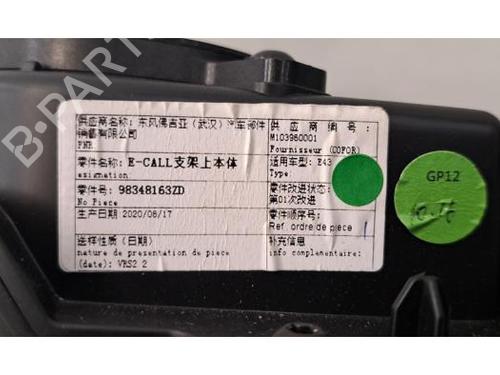 B-PARTS
供应商名称: 东风佛吉亚 (武汉) 汽车部件
销售有限公司
FNR
零件名称: E-CALL支架上本体
esignation
零件号: 98348163ZD
No Piece
生产日期 2020/08/17
送样性质 (日期)
nature de presentation de piece
(date): VRS2 2
供 应 商 编 号:
M103960001
Fournisseur (COFOR)
适用车型: E43
Type:
零件改进状态:
第01次改进
零件顺序号:
Ref. ordre de piece
1
补充信息
info complementaire:
GP12